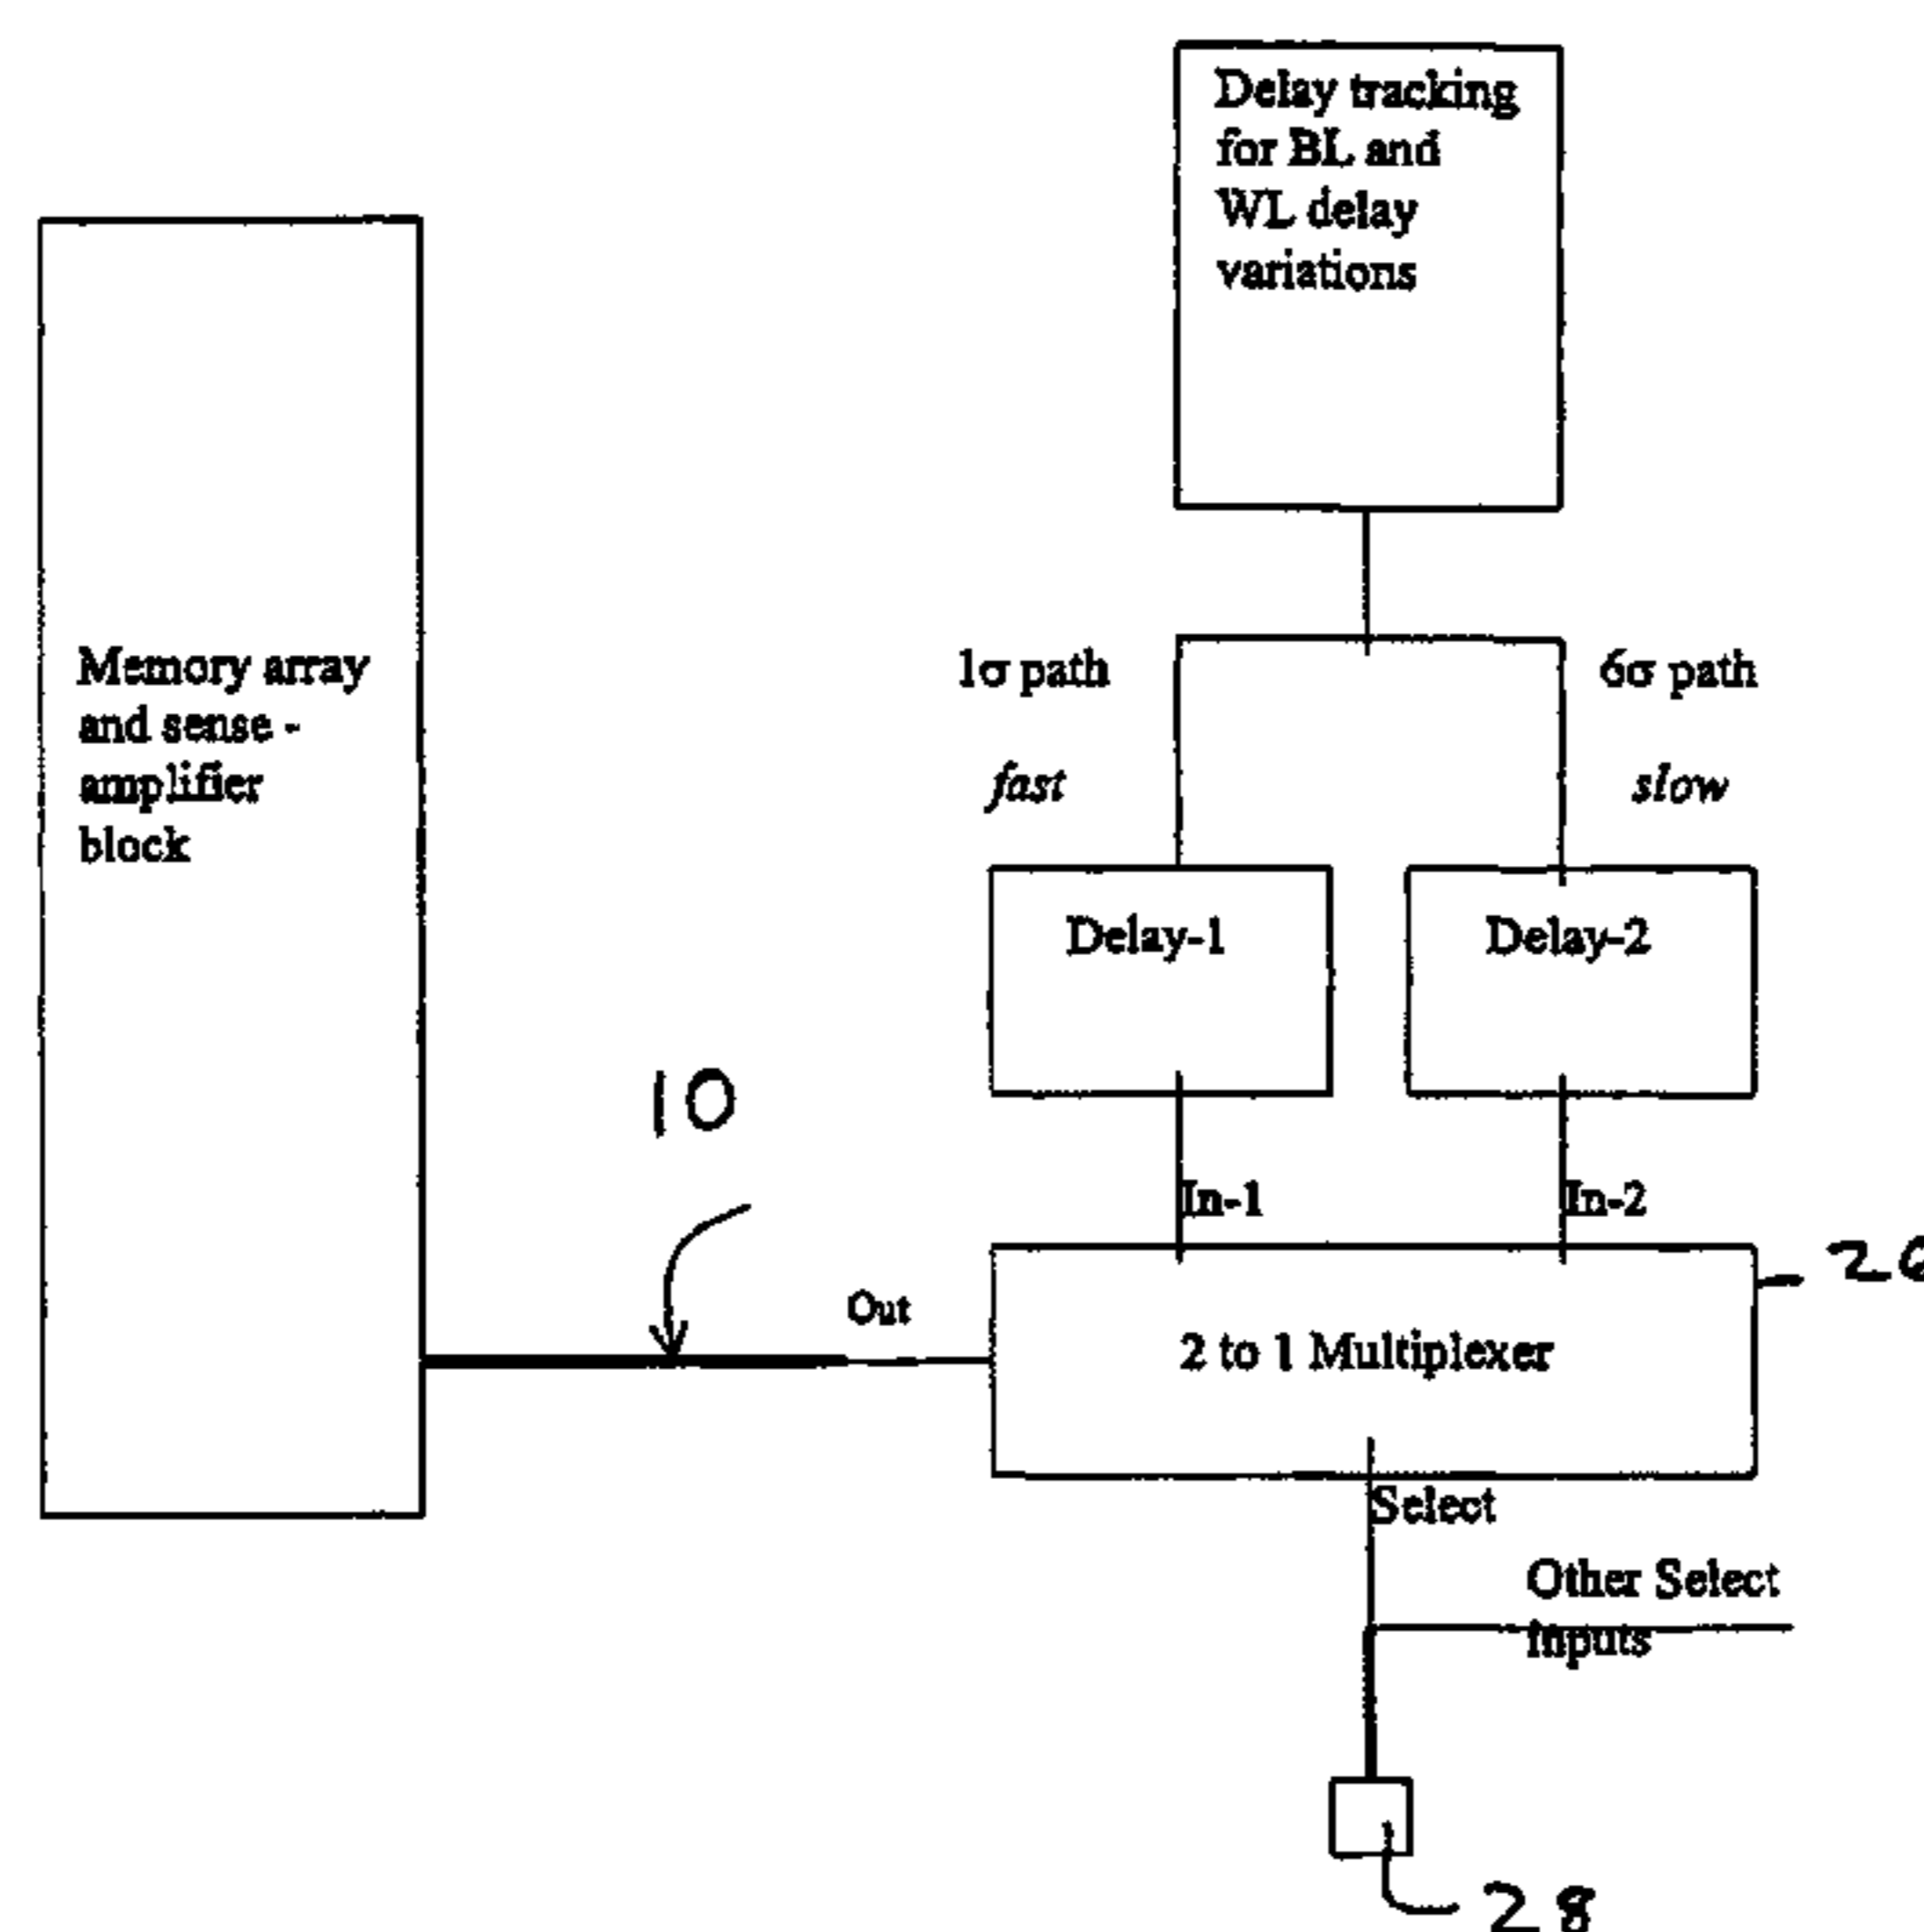 Delay tracking
for BL and
WL delay
variations
Memory array
and sense -
amplifier
block
1σ path
6σ path
fast
slow
Delay-1
Delay-2
10
In-1
In-2
Out
2 to 1 Multiplexer
Select
Other Select
Inputs
28